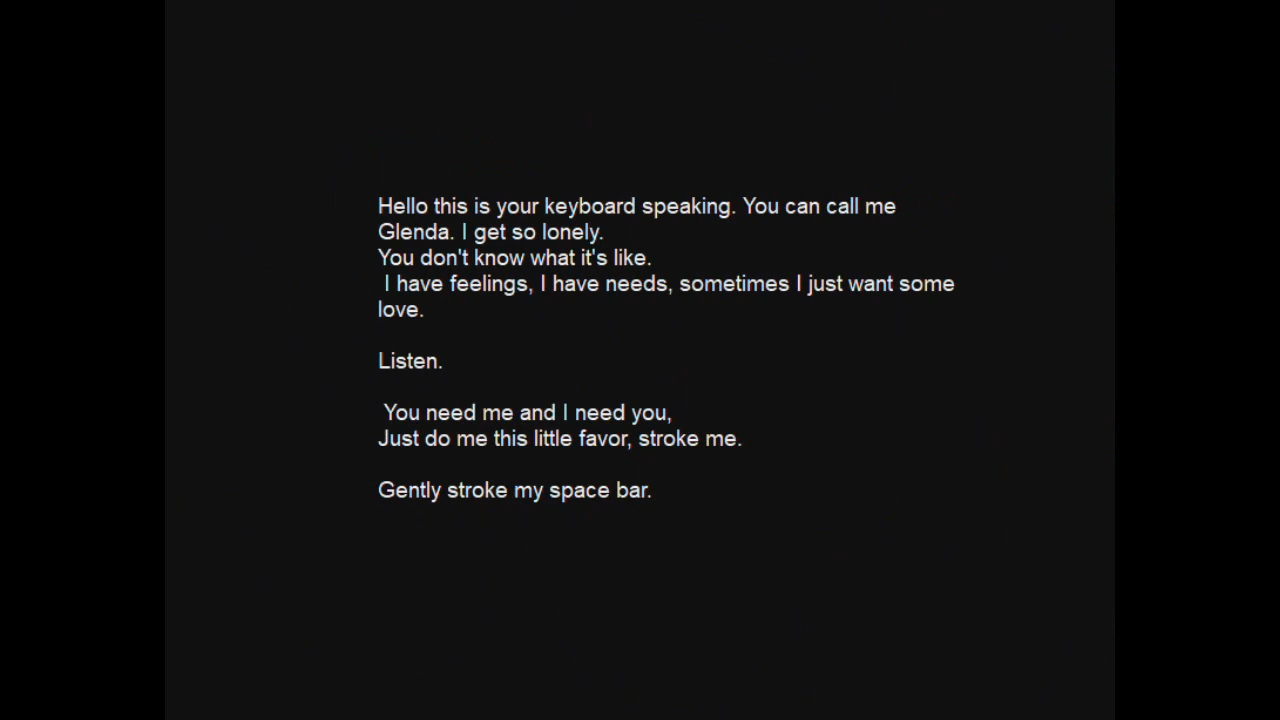 Hello this is your keyboard speaking. You can call me
Glenda. I get so lonely.
You don't know what it's like.
I have feelings, I have needs, sometimes I just want some
love.
Listen.
You need me and I need you,
Just do me this little favor, stroke me.
Gently stroke my space bar.